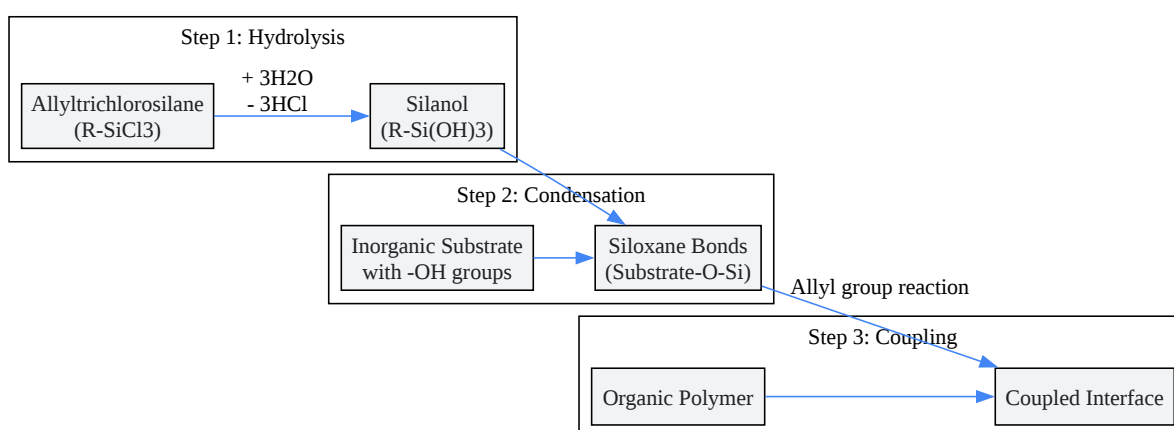 Step 1: Hydrolysis
Allyltrichlorosilane
(R-SiCl3)
+ 3H2O
- 3HCl
Silanol
(R-Si(OH)3)
Step 2: Condensation
Inorganic Substrate
with -OH groups
Siloxane Bonds
(Substrate-O-Si)
Allyl group reaction
Step 3: Coupling
Organic Polymer
Coupled Interface